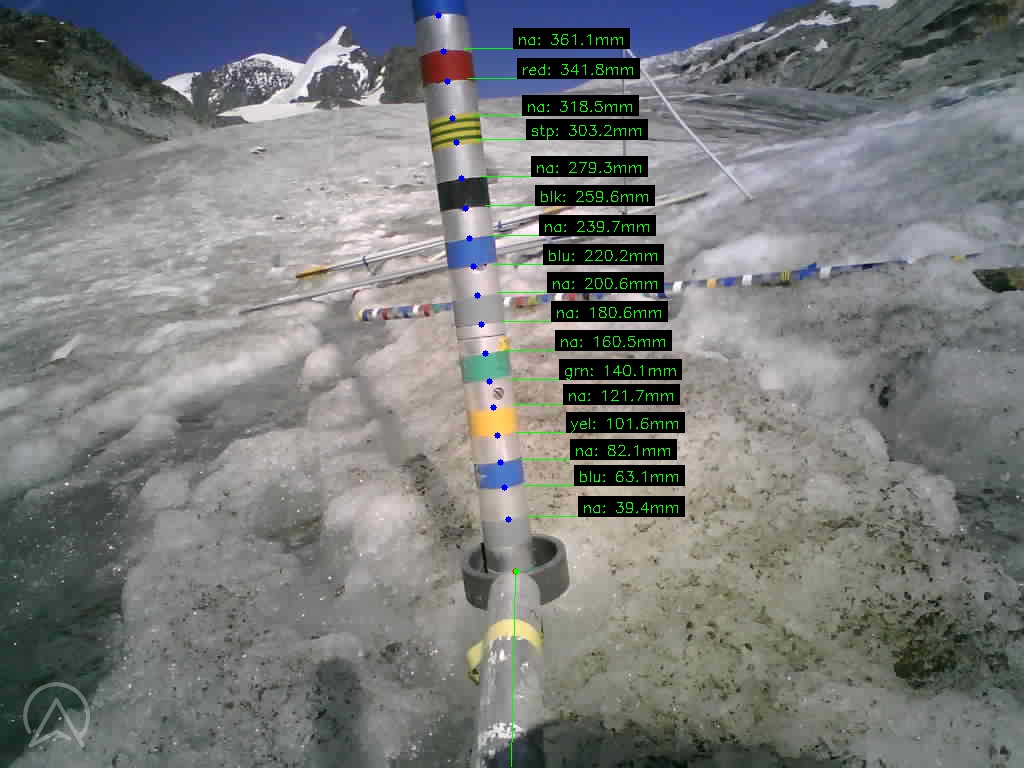 na: 361.1mm
red: 341.8mm
na: 318.5mm
stp: 303.2mm
na: 279.3mm
blk: 259.6mm
na: 239.7mm
blu: 220.2mm
na: 200.6mm
na: 180.6mm
na: 160.5mm
grn: 140.1mm
na: 121.7mm
yel: 101.6mm
na: 82.1mm
blu: 63.1mm
na: 39.4mm